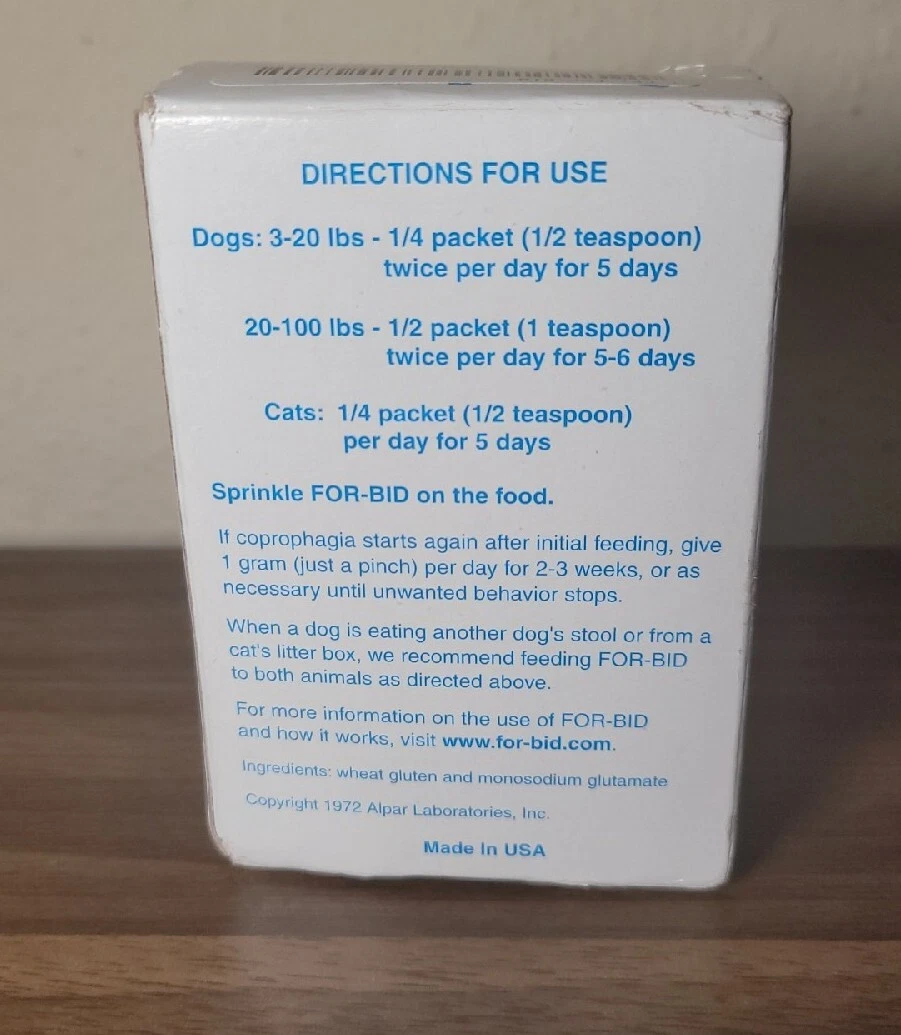 DIRECTIONS FOR USE
Dogs: 3-20 lbs - 1/4 packet (1/2 teaspoon)
twice per day for 5 days
20-100 lbs - 1/2 packet (1 teaspoon)
twice per day for 5-6 days
Cats: 1/4 packet (1/2 teaspoon)
per day for 5 days
Sprinkle FOR-BID on the food.
If coprophagia starts again after initial feeding, give
1 gram (just a pinch) per day for 2-3 weeks, or as
necessary until unwanted behavior stops.
When a dog is eating another dog's stool or from a
cat's litter box, we recommend feeding FOR-BID
to both animals as directed above.
For more information on the use of FOR-BID
and how it works, visit www.for-bid.com.
Ingredients: wheat gluten and monosodium glutamate
Copyright 1972 Alpar Laboratories, Inc.
Made In USA